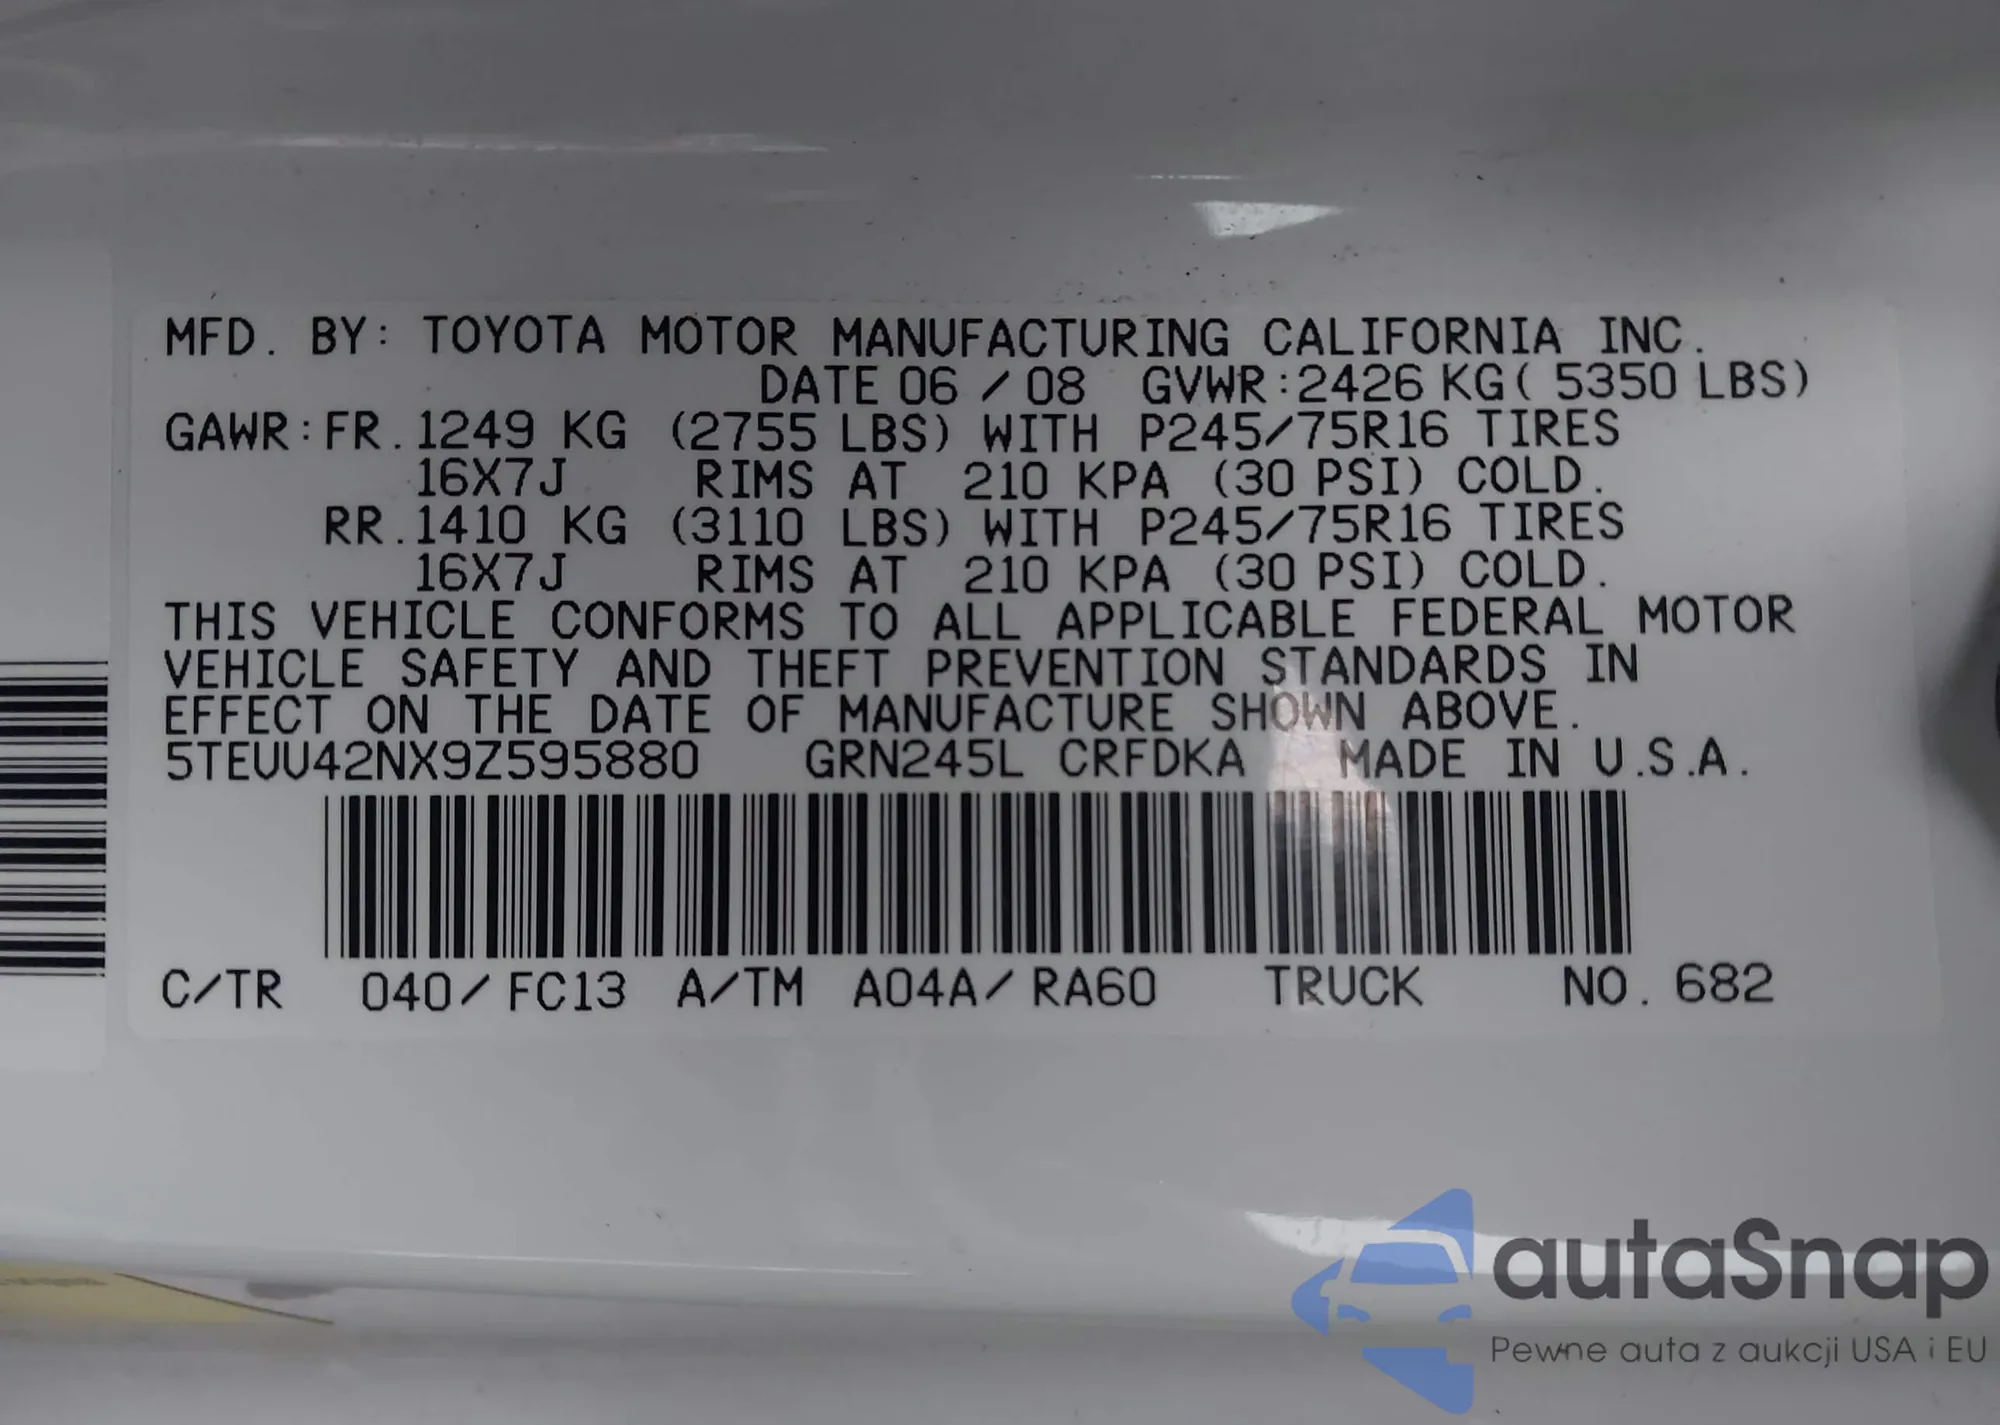 MFD. BY: TOYOTA MOTOR MANUFACTURING CALIFORNIA INC.
DATE 06 / 08 GVWR:2426 KG( 5350 LBS)
GAWR:FR.1249 KG (2755 LBS) WITH P245/75R16 TIRES
16X7J RIMS AT 210 KPA (30 PSI) COLD.
RR.1410 KG (3110 LBS) WITH P245/75R16 TIRES
16X7J RIMS AT 210 KPA (30 PSI) COLD.
THIS VEHICLE CONFORMS TO ALL APPLICABLE FEDERAL MOTOR
VEHICLE SAFETY AND THEFT PREVENTION STANDARDS IN
EFFECT ON THE DATE OF MANUFACTURE SHOWN ABOVE.
5TEUU42NX9Z595880 GRN245L CRFDKA MADE IN U.S.A.
C/TR 040/FC13 A/TM A04A/RA60 TRUCK NO. 682
autaSnap
Pewne auta z aukcji USA i EU